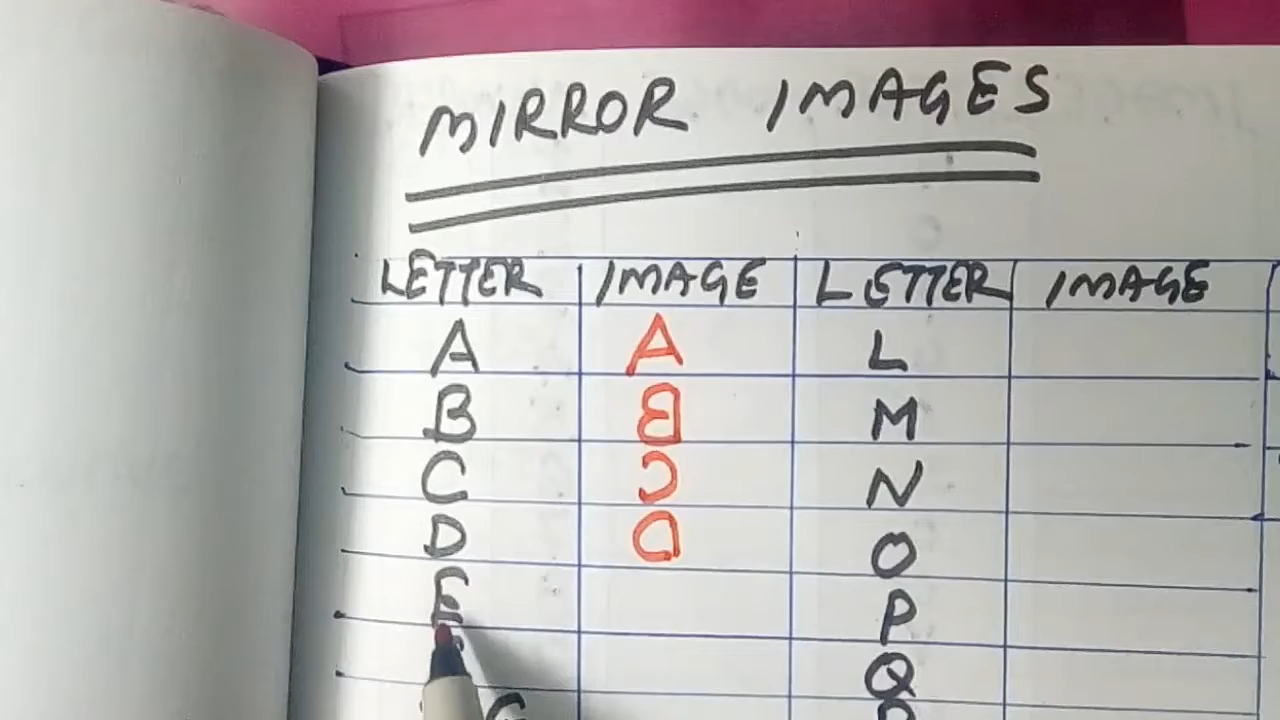 MIRROR IMAGES
LETTER IMAGE LETTER IMAGE
A A L
B B M
C C N
D D O
E P
Q
G